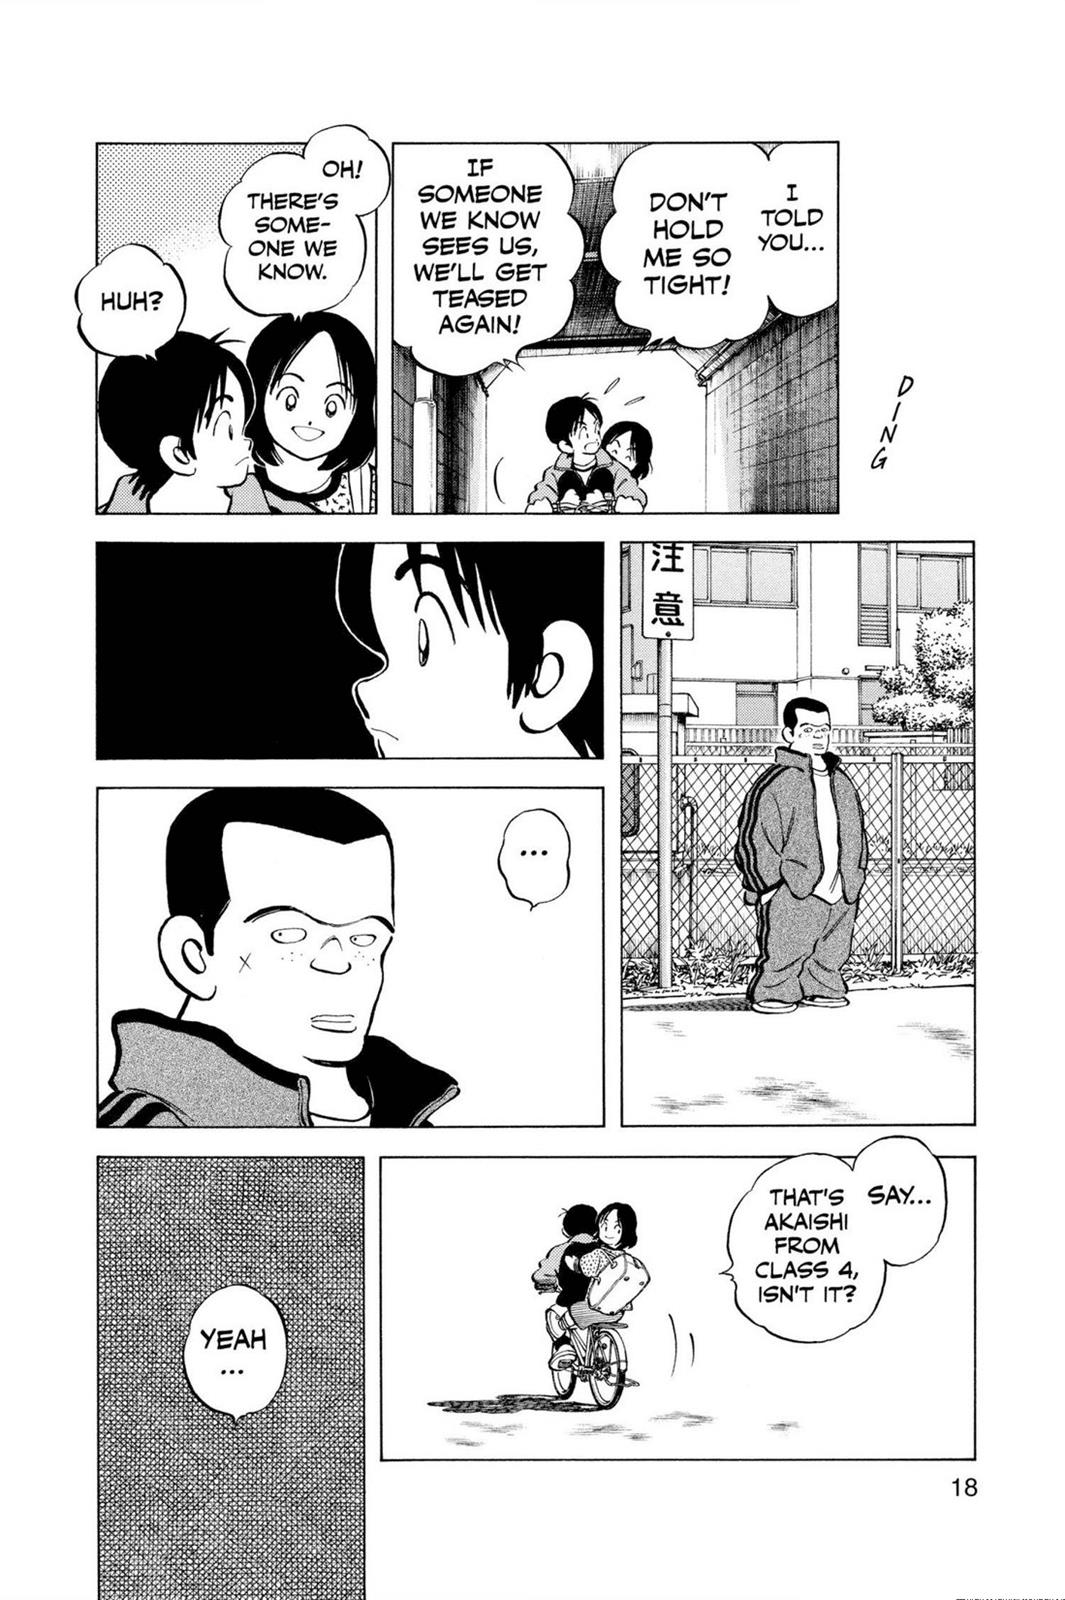 I
TOLD
YOU...
DON'T
HOLD
ME SO
TIGHT!
IF
SOMEONE
WE KNOW
SEES US,
WE'LL GET
TEASED
AGAIN!
DING
OH!
THERE'S
SOME-
ONE WE
KNOW.
HUH?
注意
...
SAY...
THAT'S
AKAISHI
FROM
CLASS 4,
ISN'T IT?
YEAH
...
18